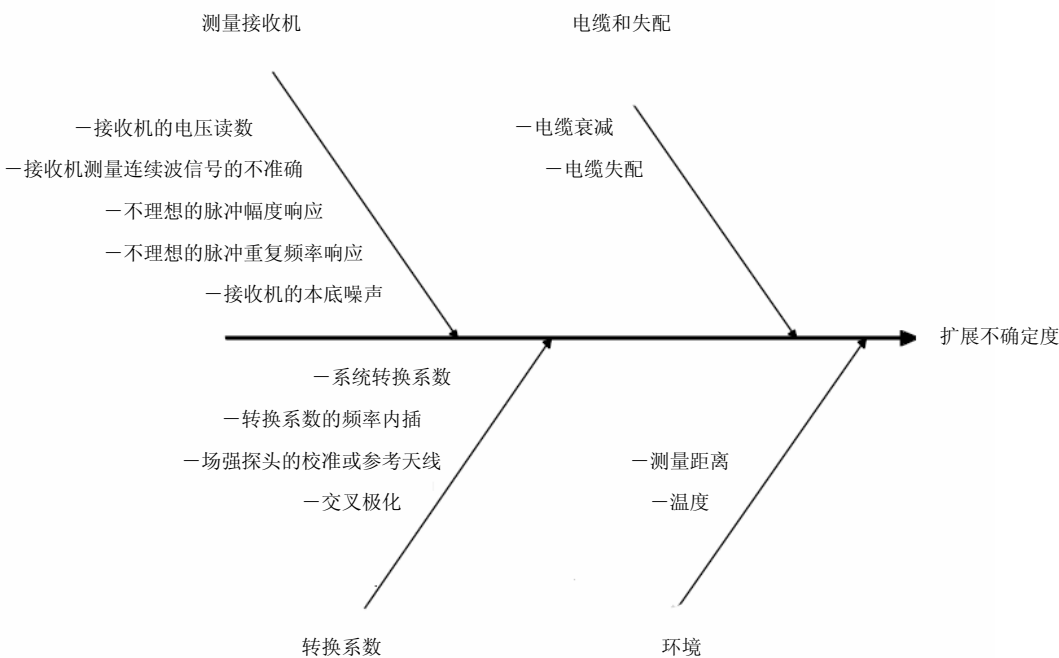 测量接收机
电缆和失配
—接收机的电压读数
—接收机测量连续波信号的不准确
—不理想的脉冲幅度响应
—不理想的脉冲重复频率响应
—接收机的本底噪声
—电缆衰减
—电缆失配
扩展不确定度
—系统转换系数
—转换系数的频率内插
—场强探头的校准或参考天线
—交叉极化
—测量距离
—温度
转换系数
环境